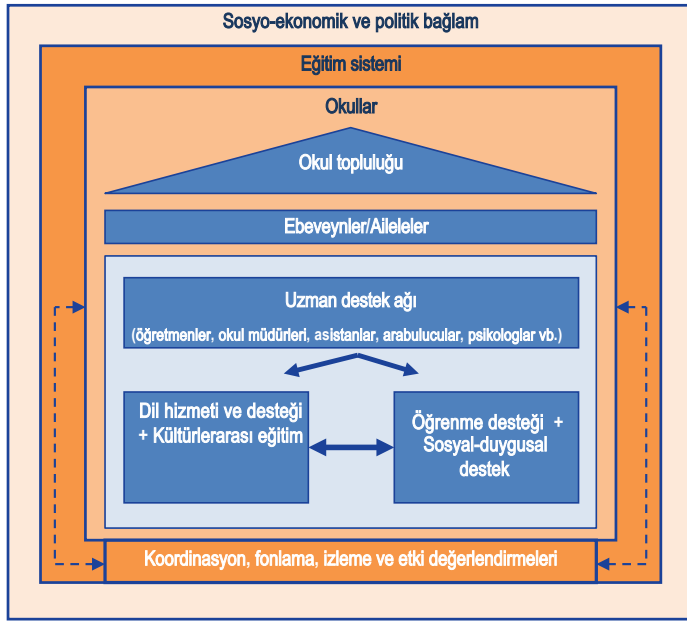 Sosyo-ekonomik ve politik bağlam
Eğitim sistemi
Okullar
Okul topluluğu
Ebeveynler/Aileleler
Uzman destek ağı
(öğretmenler, okul müdürleri, asistanlar, arabulucular, psikologlar vb.)
Dil hizmeti ve desteği
+ Kültürlerarası eğitim
Öğrenme desteği +
Sosyal-duygusal
destek
Koordinasyon, fonlama, izleme ve etki değerlendirmeleri